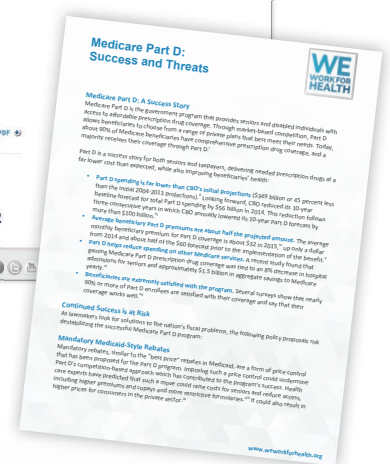 PDF
Medicare Part D:
Success and Threats
WE
WORK FOR
HEALTH
Medicare Part D: A Success Story
Medicare Part D is the government program that provides seniors and disabled individuals with
access to affordable prescription drug coverage. Through market-based competition, Part D
allows beneficiaries to choose from a range of private plans that best meet their needs. Today,
about 90% of Medicare beneficiaries have comprehensive prescription drug coverage, and a
majority receives their coverage through Part D.
Part D is a success story for both seniors and taxpayers, delivering needed prescription drugs at a
far lower cost than expected, while also improving beneficiaries' health:
• Part D spending is far lower than CBO's initial projections ($349 billion or 45 percent less
than the initial 2004-2013 projections). Looking forward, CBO reduced its 10-year
baseline forecast for total Part D spending by $56 billion in 2014. This reduction follows
three consecutive years in which CBO annually lowered its 10-year Part D forecast by
more than $100 billion.
• Average beneficiary Part D premiums are about half the projected amount. The average
monthly beneficiary premium for Part D coverage is about $32 in 2015, up only a dollar
from 2014 and about half of the $60 forecast prior to the implementation of the benefit.
• Part D helps reduce spending on other Medicare services. A recent study found that
gaining Medicare Part D prescription drug coverage was tied to an 8% decrease in hospital
admissions for seniors and approximately $1.5 billion in aggregate savings to Medicare
yearly.
• Beneficiaries are extremely satisfied with the program. Several surveys show that nearly
90% or more of Part D enrollees are satisfied with their coverage and say that their
coverage works well.
Continued Success is at Risk
As lawmakers look for solutions to the nation's fiscal problems, the following policy proposals risk
destabilizing the successful Medicare Part D program:
Mandatory Medicaid-Style Rebates
Mandatory rebates, similar to the "best price" rebates in Medicaid, are a form of price control
that has been proposed for the Part D program. Imposing such a price control could undermine
Part D's competition-based approach which has contributed to the program's success. Health
care experts have predicted that such a move could raise costs for seniors and reduce access,
including higher premiums and copays and more restrictive formularies. It could also result in
higher prices for consumers in the private sector.
www.weworkforhealth.org